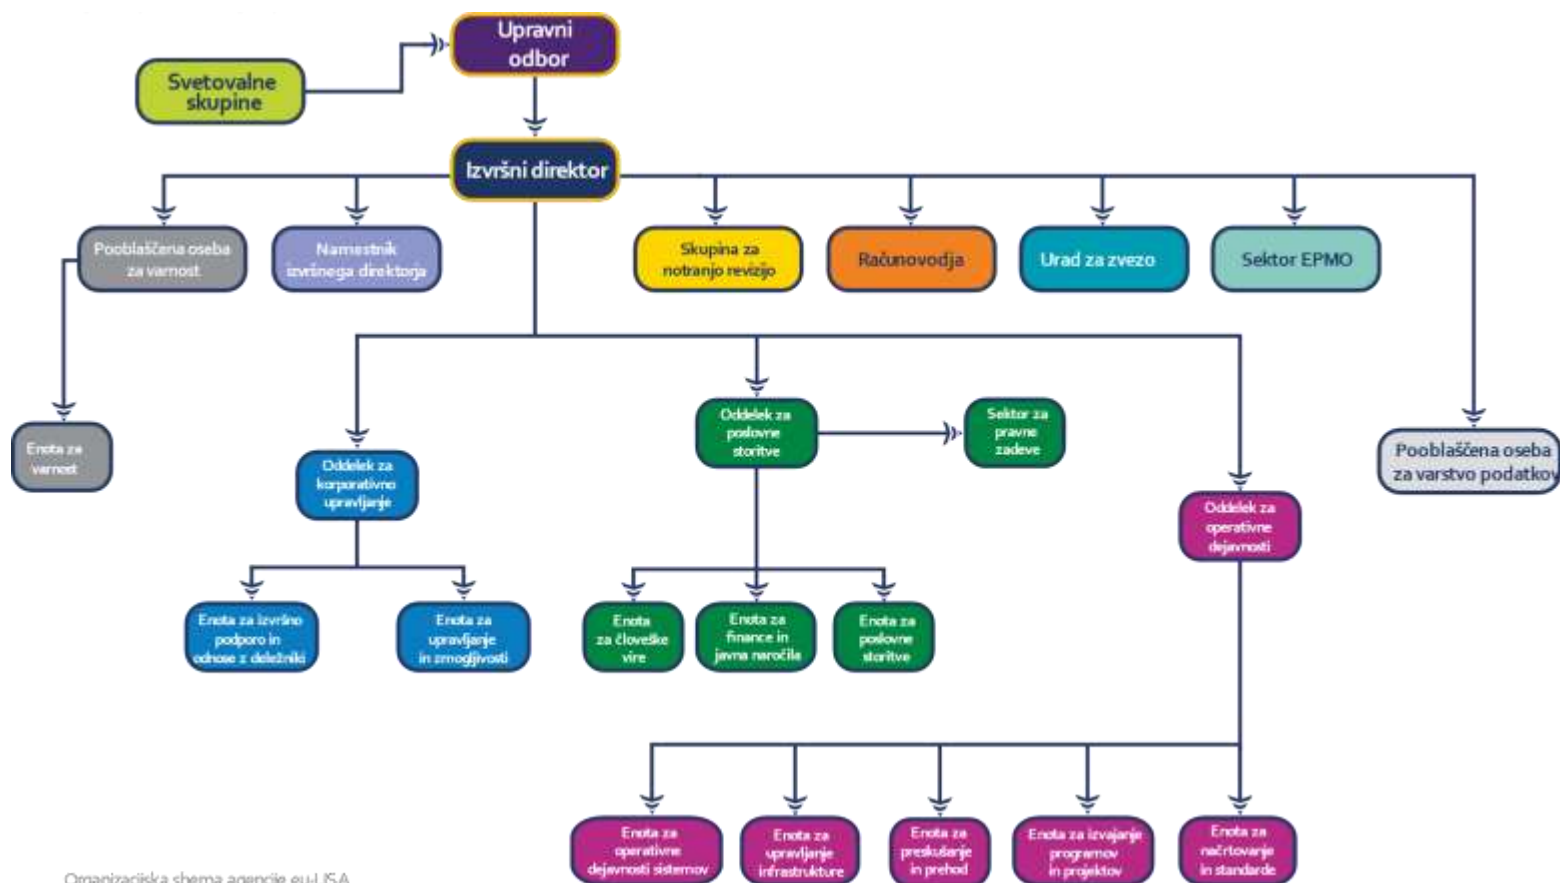 Upravni
odbor
Svetovalne
skupine
Izvršni direktor
Pooblaščena oseba
za varnost
Namestnik
izvršnega direktorja
Skupina za
notranjo revizijo
Računovodja
Urad za zvezo
Sektor EPMO
Enota za
varnost
Oddelek za
korporativno
upravljanje
Oddelek za
poslovne
storitve
Sektor za
pravne
zadeve
Pooblaščena oseba
za varstvo podatkov
Oddelek za
operativne
dejavnosti
Enota za izvršno
podporo in
odnose z deležniki
Enota za
upravljanje
in zmogljivosti
Enota
za človeške
vire
Enota za
finance in
javna naročila
Enota za
poslovne
storitve
Enota za
operativne
dejavnosti sistemov
Enota za
upravljanje
infrastrukture
Enota za
preskušanje
in prehod
Enota za izvajanje
programov
in projektov
Enota za
načrtovanje
in standarde
Organizacijska shema agencije eu-LISA